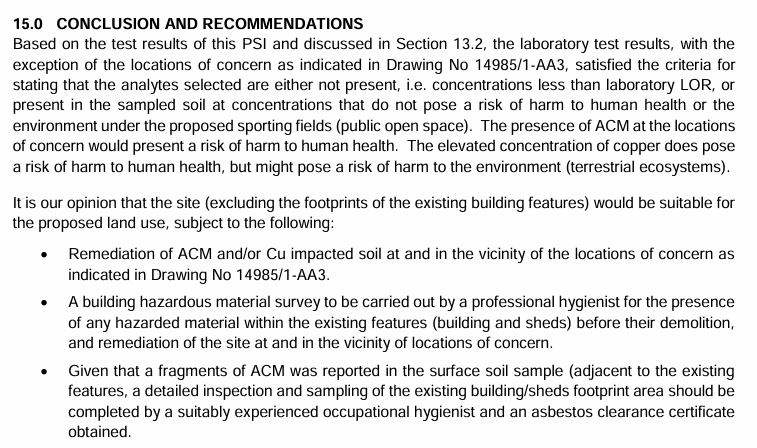 15.0 CONCLUSION AND RECOMMENDATIONS
Based on the test results of this PSI and discussed in Section 13.2, the laboratory test results, with the
exception of the locations of concern as indicated in Drawing No 14985/1-AA3, satisfied the criteria for
stating that the analytes selected are either not present, i.e. concentrations less than laboratory LOR, or
present in the sampled soil at concentrations that do not pose a risk of harm to human health or the
environment under the proposed sporting fields (public open space). The presence of ACM at the locations
of concern would present a risk of harm to human health. The elevated concentration of copper does pose
a risk of harm to human health, but might pose a risk of harm to the environment (terrestrial ecosystems).
It is our opinion that the site (excluding the footprints of the existing building features) would be suitable for
the proposed land use, subject to the following:
• Remediation of ACM and/or Cu impacted soil at and in the vicinity of the locations of concern as
indicated in Drawing No 14985/1-AA3.
• A building hazardous material survey to be carried out by a professional hygienist for the presence
of any hazarded material within the existing features (building and sheds) before their demolition,
and remediation of the site at and in the vicinity of locations of concern.
• Given that a fragments of ACM was reported in the surface soil sample (adjacent to the existing
features, a detailed inspection and sampling of the existing building/sheds footprint area should be
completed by a suitably experienced occupational hygienist and an asbestos clearance certificate
obtained.